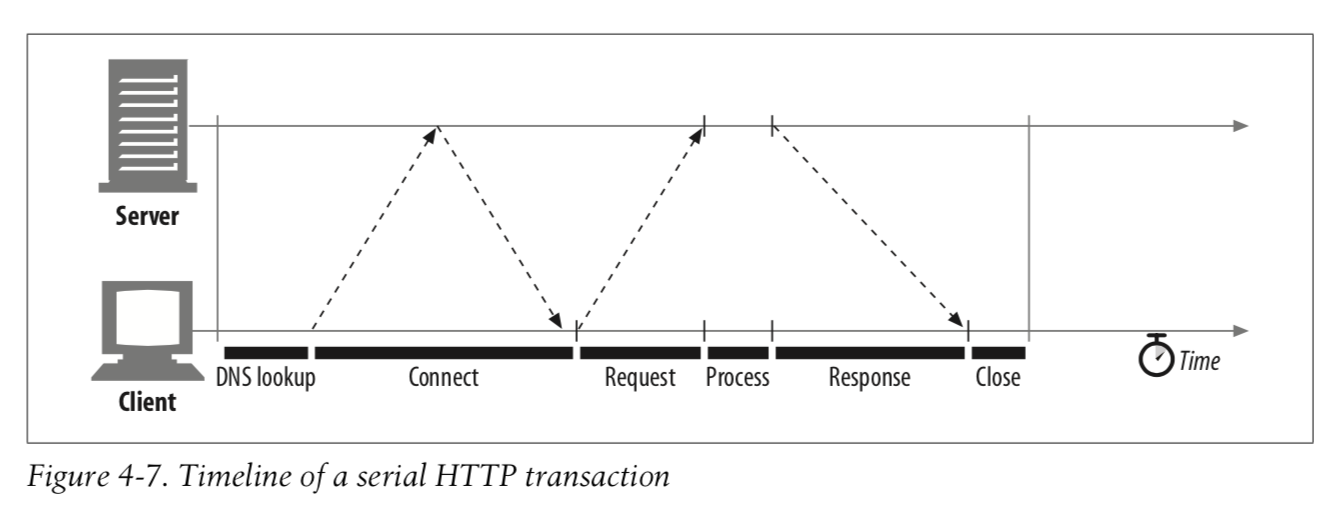 Server
Client
DNS lookup
Connect
Request
Process
Response
Close
Time
Figure 4-7. Timeline of a serial HTTP transaction